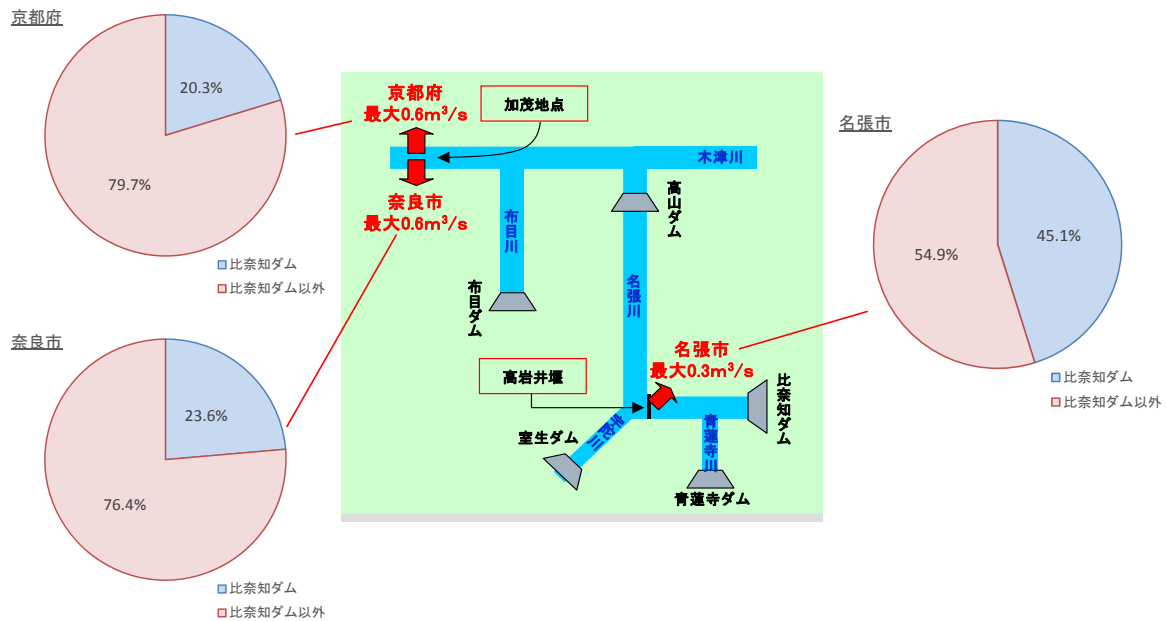 京都府
20.3%
79.7%
比奈知ダム
比奈知ダム以外
奈良市
23.6%
76.4%
比奈知ダム
比奈知ダム以外
京都府
最大0.6m³/s
加茂地点
木津川
奈良市
最大0.6m³/s
布目川
高山ダム
布目ダム
名張川
名張市
最大0.3m³/s
高岩井堰
比奈知ダム
室生ダム
宇陀川
青蓮寺川
青蓮寺ダム
名張市
45.1%
54.9%
比奈知ダム
比奈知ダム以外